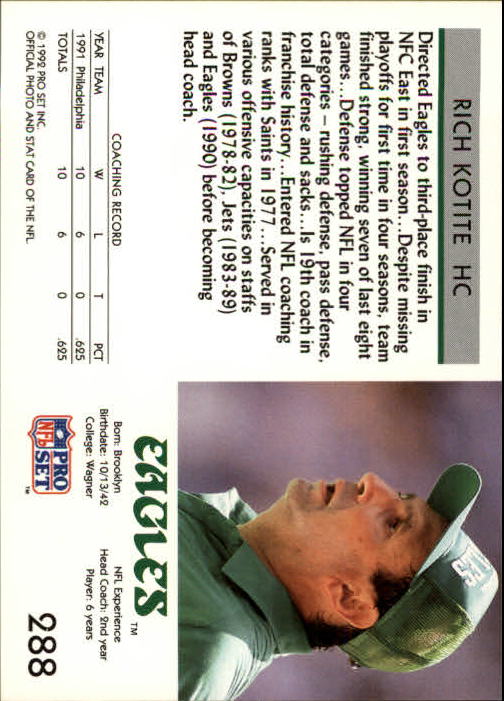 RICH KOTITE HC
Directed Eagles to third-place finish in
NFC East in first season...Despite missing
playoffs for first time in four seasons, team
finished strong, winning seven of last eight
games...Defense topped NFL in four
categories – rushing defense, pass defense,
total defense and sacks...Is 19th coach in
franchise history...Entered NFL coaching
ranks with Saints in 1977...Served in
various offensive capacities on staffs
of Browns (1978-82), Jets (1983-89)
and Eagles (1990) before becoming
head coach.
COACHING RECORD
YEAR TEAM W L T PCT
1991 Philadelphia 10 6 0 .625
TOTALS 10 6 0 .625
© 1992 PRO SET INC.
OFFICIAL PHOTO AND STAT CARD OF THE NFL
EAGLES™
Born: Brooklyn
Birthdate: 10/13/42
College: Wagner
NFL Experience
Head Coach: 2nd year
Player: 6 years
PRO
NFL SET™
288